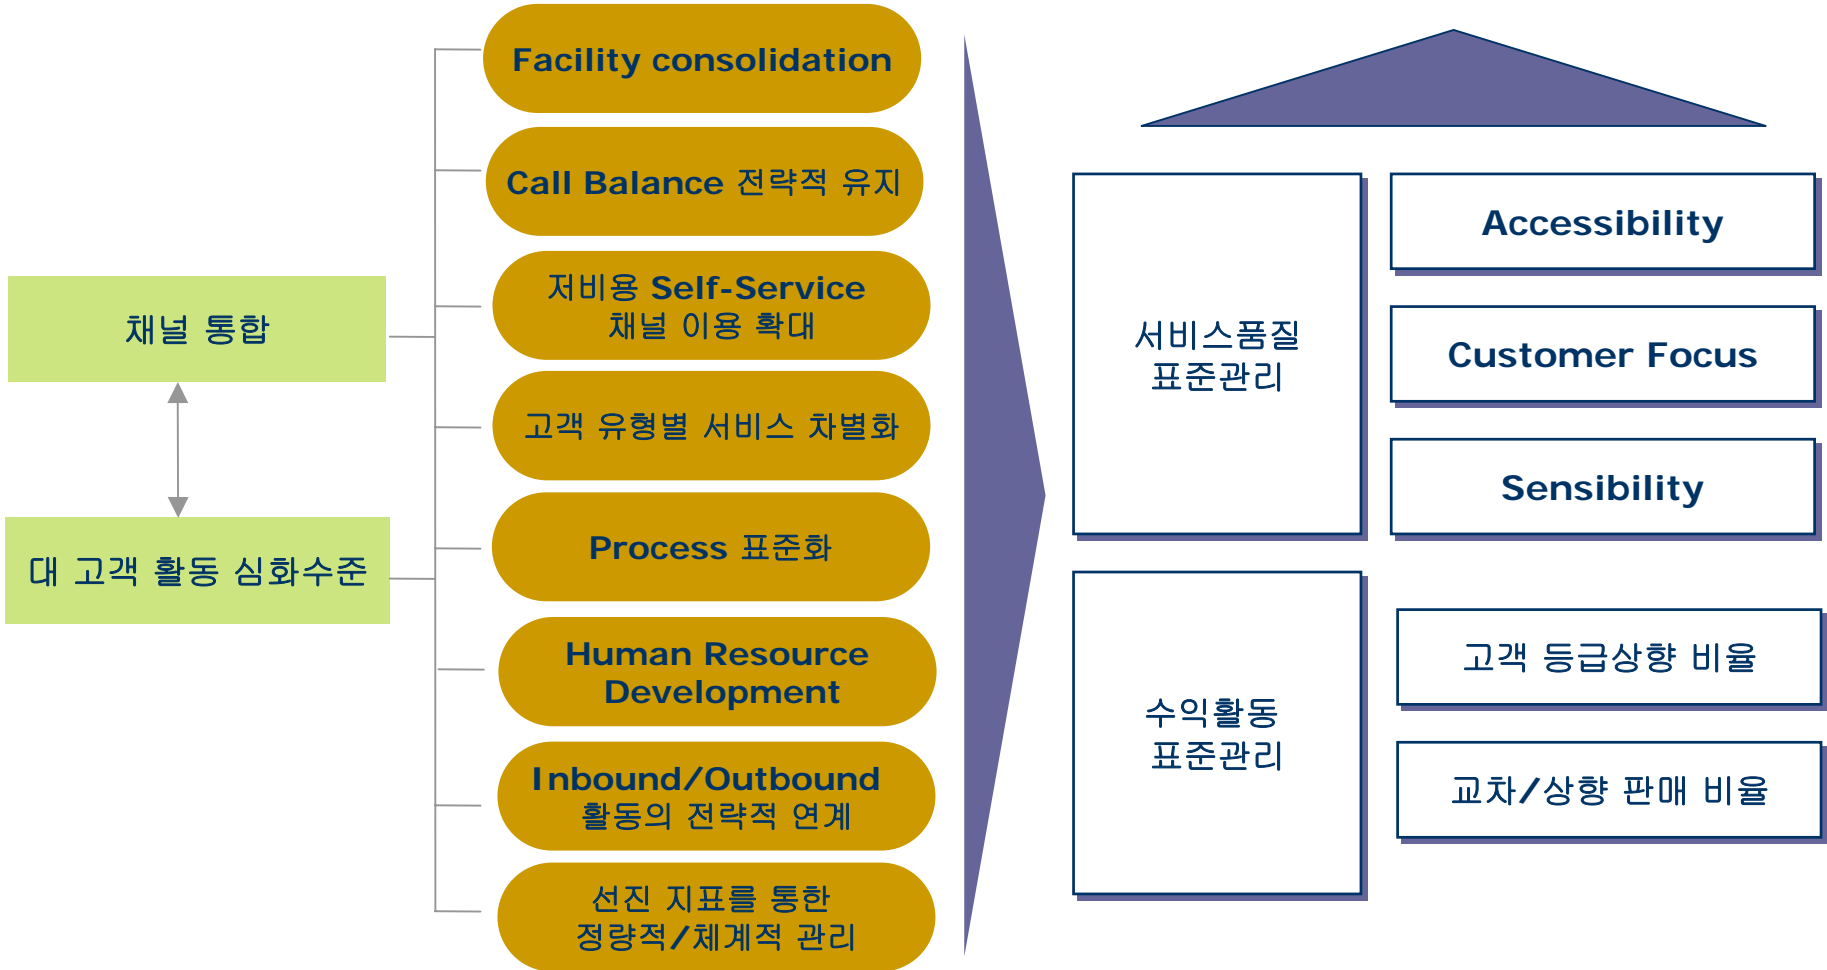 채널 통합
대 고객 활동 심화수준
Facility consolidation
Call Balance 전략적 유지
저비용 Self-Service
채널 이용 확대
고객 유형별 서비스 차별화
Process 표준화
Human Resource
Development
Inbound/Outbound
활동의 전략적 연계
선진 지표를 통한
정량적/체계적 관리
서비스품질
표준관리
Accessibility
Customer Focus
Sensibility
수익활동
표준관리
고객 등급상향 비율
교차/상향 판매 비율